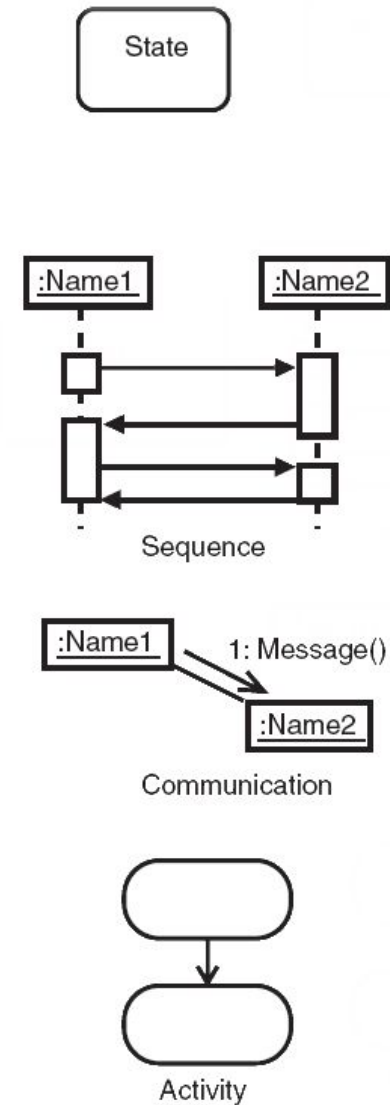 State
:Name1 :Name2
Sequence
:Name1
1: Message()
:Name2
Communication
Activity